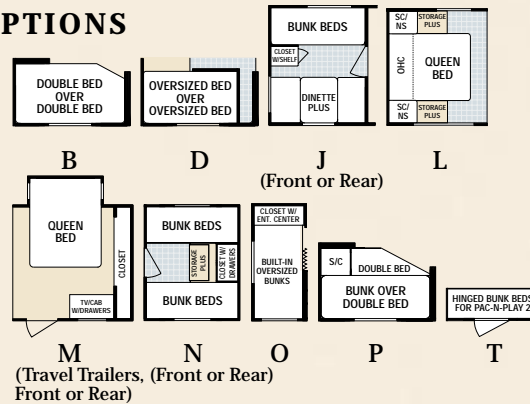 PTIONS
DOUBLE BED
OVER
DOUBLE BED
B
OVERSIZED BED
OVER
OVERSIZED BED
D
BUNK BEDS
CLOSET
W/SHELF
DINETTE
PLUS
J
(Front or Rear)
SC/
NS
STORAGE
PLUS
OHC
QUEEN
BED
SC/
NS
STORAGE
PLUS
L
QUEEN
BED
CLOSET
TV/CAB
W/DRAWERS
M
(Travel Trailers,
Front or Rear)
BUNK BEDS
STORAGE
PLUS
CLOSET W/
DRAWERS
BUNK BEDS
N
(Front or Rear)
CLOSET W/
ENT. CENTER
BUILT-IN
OVERSIZED
BUNKS
O
S/C
DOUBLE BED
BUNK OVER
DOUBLE BED
P
HINGED BUNK BEDS
FOR PAC-N-PLAY 2
T